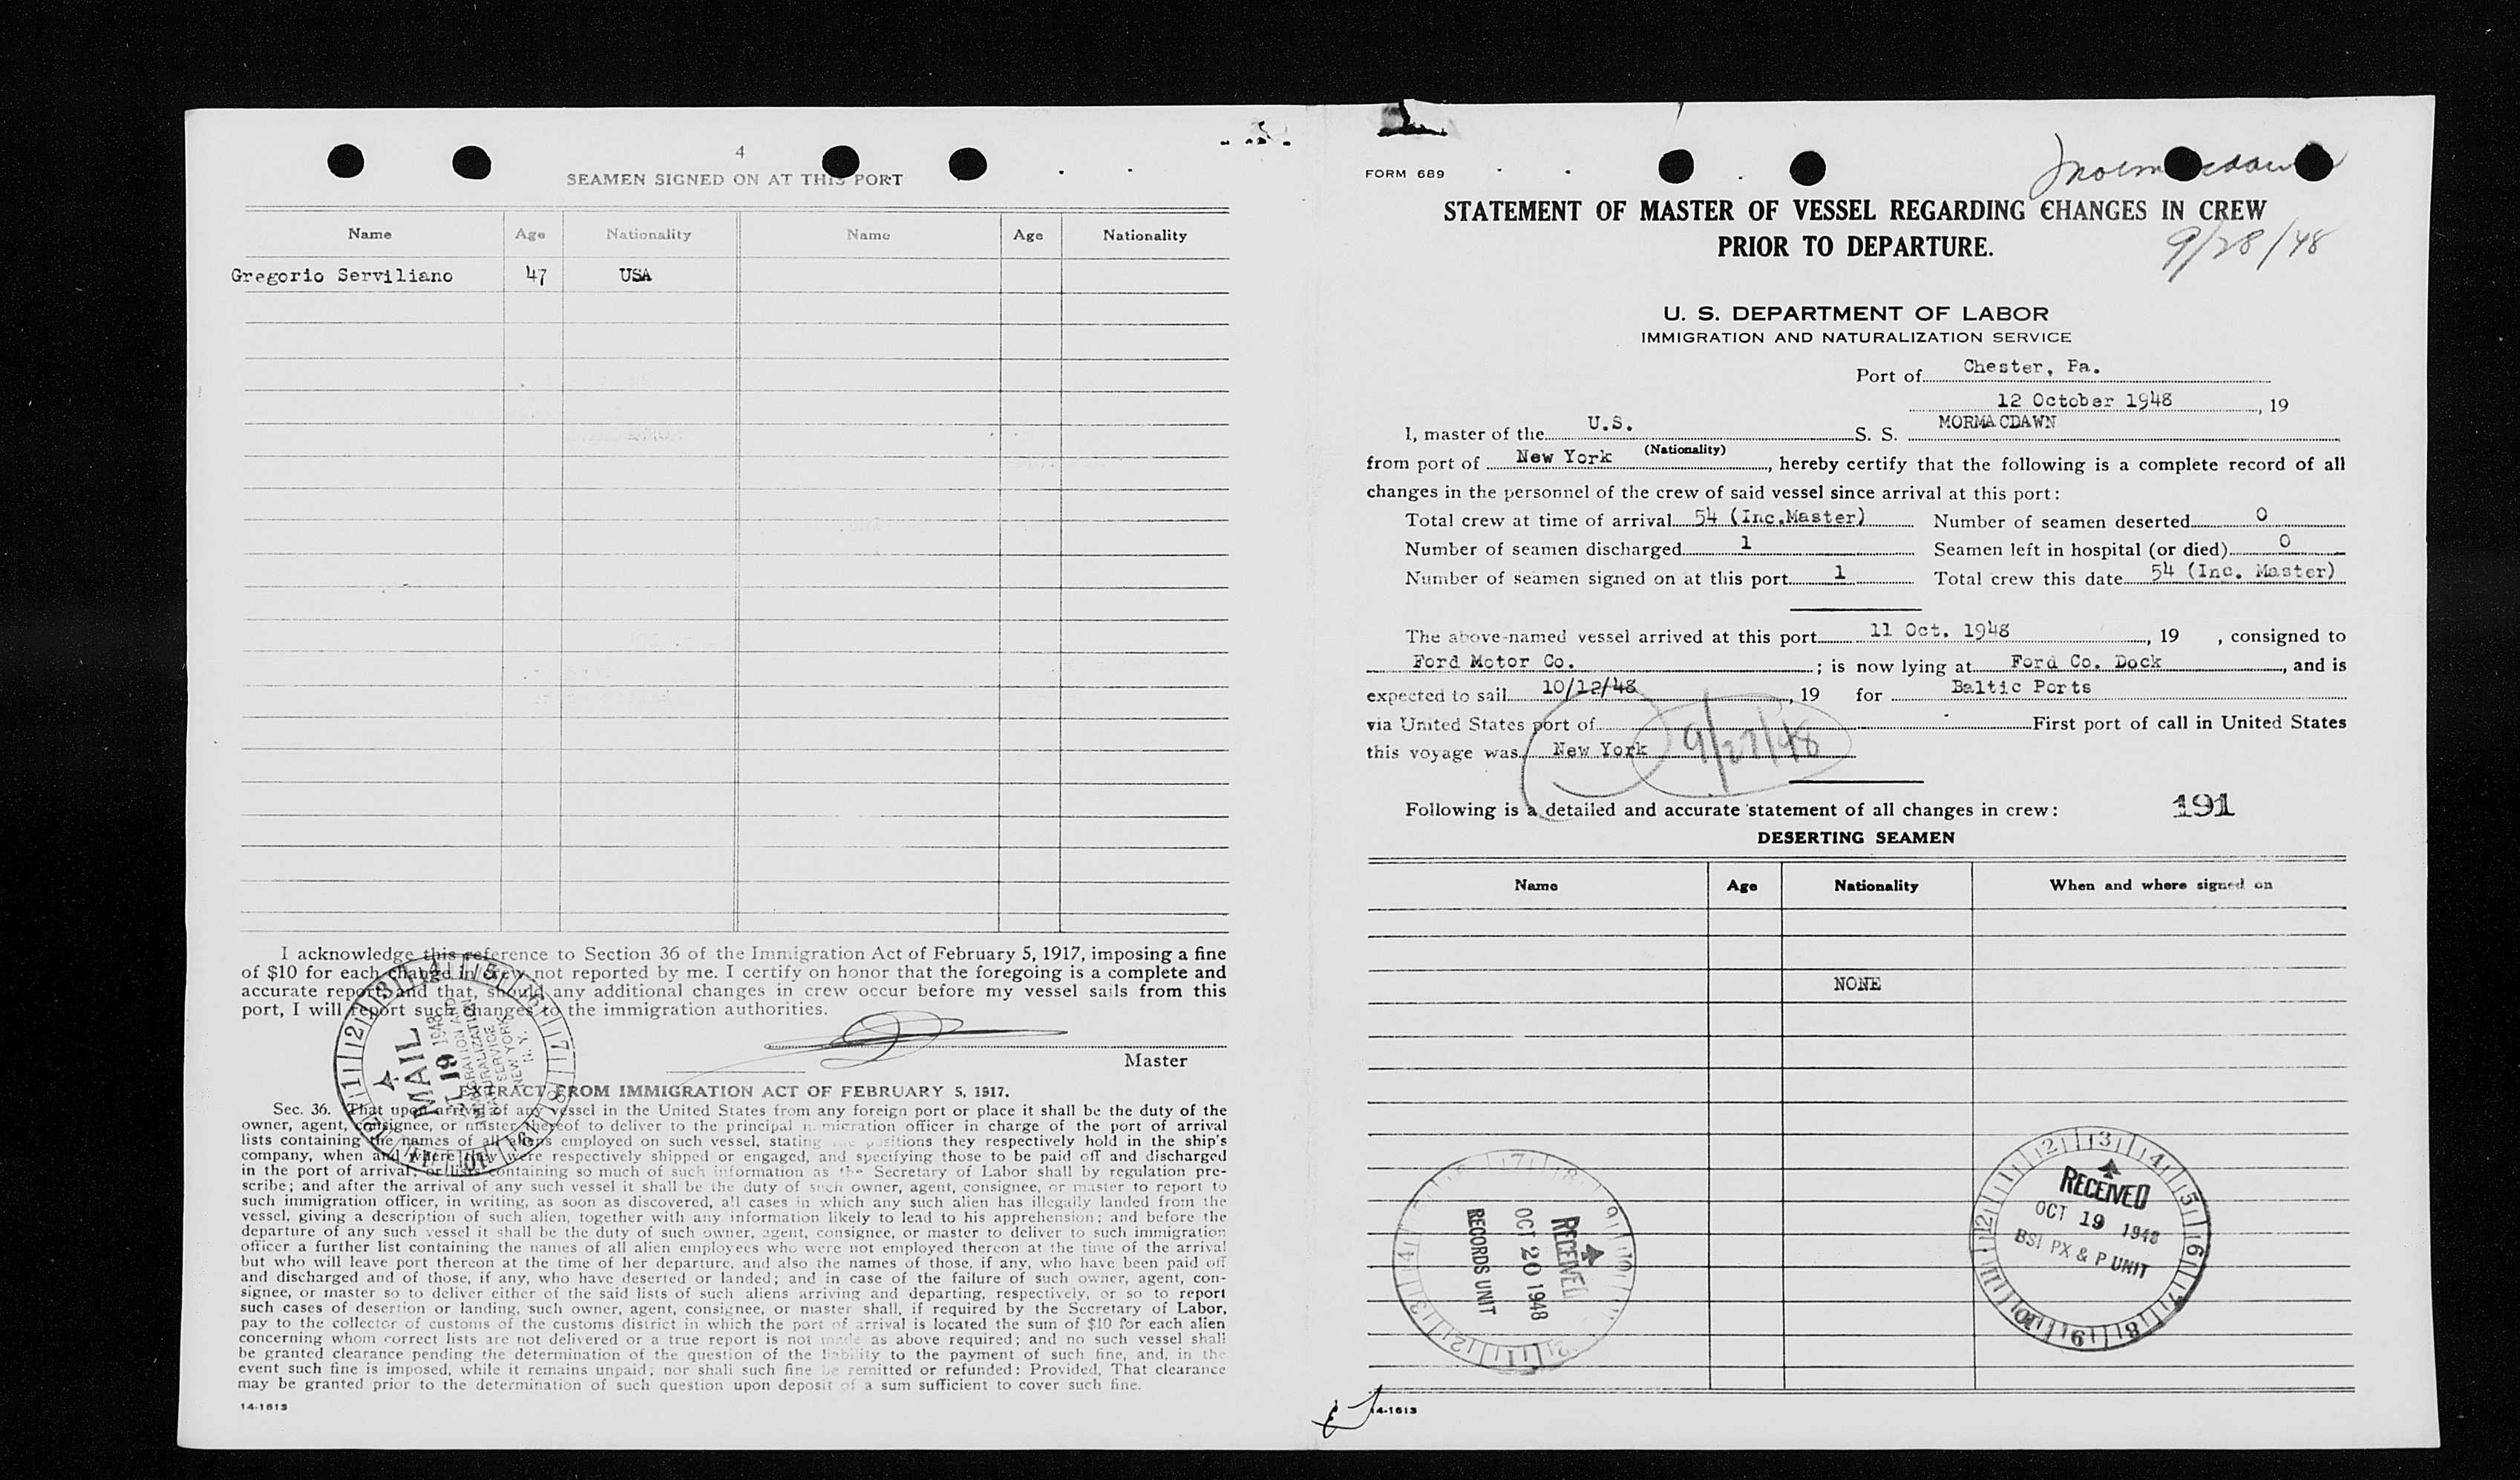 4
SEAMEN SIGNED ON AT THIS PORT
Name Age Nationality Name Age Nationality
Gregorio Serviliano 47 USA
I acknowledge this reference to Section 36 of the Immigration Act of February 5, 1917, imposing a fine
of $10 for each change in crew not reported by me. I certify on honor that the foregoing is a complete and
accurate report, and that, should any additional changes in crew occur before my vessel sails from this
port, I will report such changes to the immigration authorities.
Master
EXTRACT FROM IMMIGRATION ACT OF FEBRUARY 5, 1917.
Sec. 36. That upon arrival of any vessel in the United States from any foreign port or place it shall be the duty of the
owner, agent, consignee, or master thereof to deliver to the principal immigration officer in charge of the port of arrival
lists containing the names of all aliens employed on such vessel, stating the positions they respectively hold in the ship's
company, when and where they were respectively shipped or engaged, and specifying those to be paid off and discharged
in the port of arrival; or lists containing so much of such information as the Secretary of Labor shall by regulation pre-
scribe; and after the arrival of any such vessel it shall be the duty of such owner, agent, consignee, or master to report to
such immigration officer, in writing, as soon as discovered, all cases in which any such alien has illegally landed from the
vessel, giving a description of such alien, together with any information likely to lead to his apprehension; and before the
departure of any such vessel it shall be the duty of such owner, agent, consignee, or master to deliver to such immigration
officer a further list containing the names of all alien employees who were not employed thereon at the time of the arrival
but who will leave port thereon at the time of her departure, and also the names of those, if any, who have been paid off
and discharged and of those, if any, who have deserted or landed; and in case of the failure of such owner, agent, con-
signee, or master so to deliver either of the said lists of such aliens arriving and departing, respectively, or so to report
such cases of desertion or landing, such owner, agent, consignee, or master shall, if required by the Secretary of Labor,
pay to the collector of customs of the customs district in which the port of arrival is located the sum of $10 for each alien
concerning whom correct lists are not delivered or a true report is not made as above required; and no such vessel shall
be granted clearance pending the determination of the question of the liability to the payment of such fine, and, in the
event such fine is imposed, while it remains unpaid; nor shall such fine be remitted or refunded: Provided, That clearance
may be granted prior to the determination of such question upon deposit of a sum sufficient to cover such fine.
14-1613
MAIL
19 1948
IMMIGRATION AND
NATURALIZATION
SERVICE
NEW YORK
N. Y.
FORM 689
STATEMENT OF MASTER OF VESSEL REGARDING CHANGES IN CREW
PRIOR TO DEPARTURE.
9/28/48
U. S. DEPARTMENT OF LABOR
IMMIGRATION AND NATURALIZATION SERVICE
Port of Chester, Pa.
12 October 1948, 19
I, master of the U.S. S. S. MORMACDAWN
(Nationality)
from port of New York, hereby certify that the following is a complete record of all
changes in the personnel of the crew of said vessel since arrival at this port:
Total crew at time of arrival 54 (Inc.Master) Number of seamen deserted 0
Number of seamen discharged 1 Seamen left in hospital (or died) 0
Number of seamen signed on at this port 1 Total crew this date 54 (Inc. Master)
The above-named vessel arrived at this port 11 Oct. 1948, 19 , consigned to
Ford Motor Co. ; is now lying at Ford Co. Dock, and is
expected to sail 10/12/48, 19 for Baltic Ports
via United States port of First port of call in United States
this voyage was New York 9/27/48
Following is a detailed and accurate statement of all changes in crew: 191
DESERTING SEAMEN
Name Age Nationality When and where signed on
NONE
RECEIVED
OCT 20 1948
RECORDS UNIT
RECEIVED
OCT 19 1948
BSI PX & P UNIT
14-1613